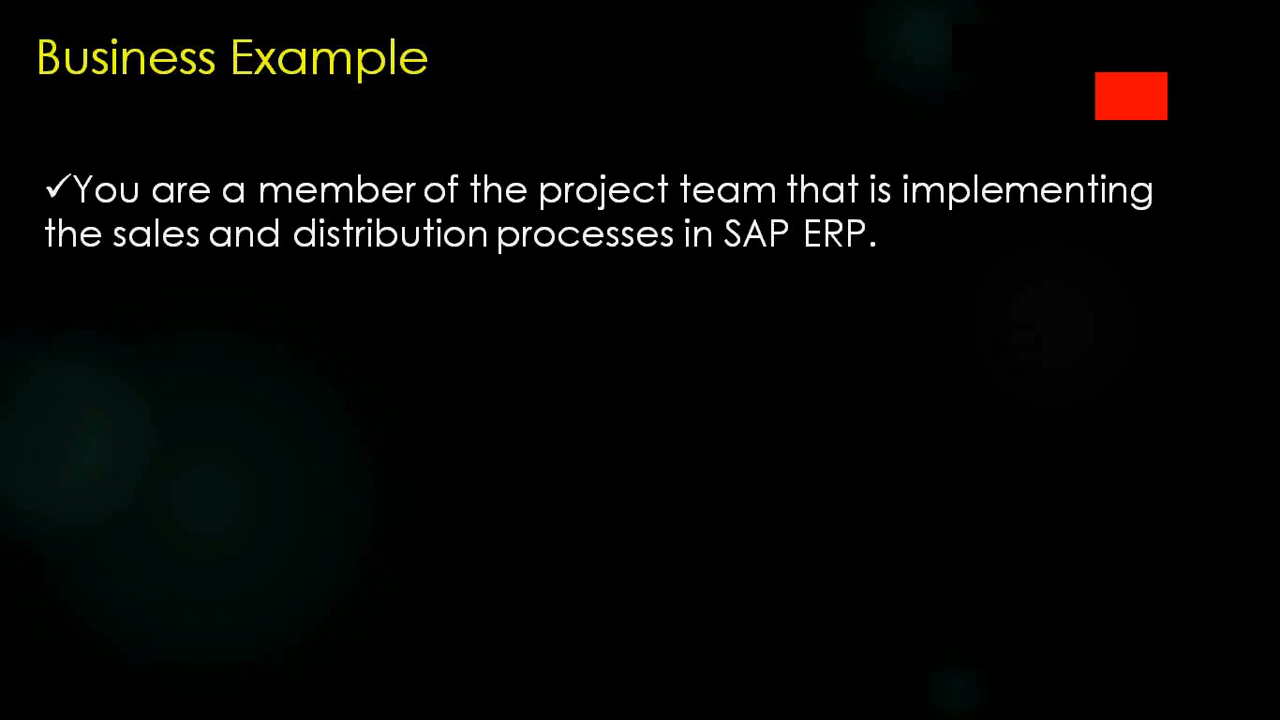 Business Example
✓You are a member of the project team that is implementing
the sales and distribution processes in SAP ERP.